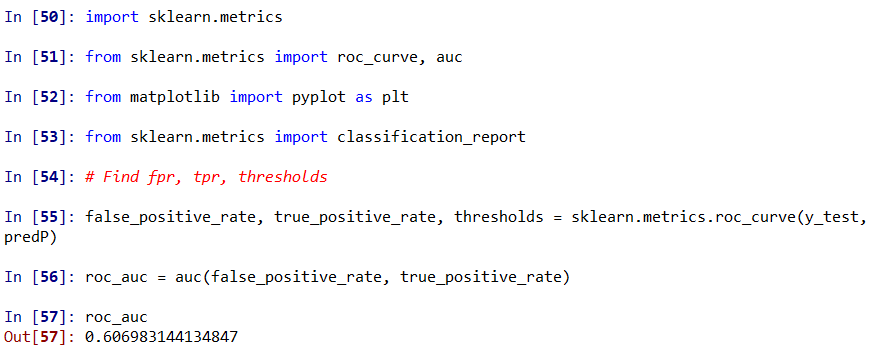 In [50]: import sklearn.metrics
In [51]: from sklearn.metrics import roc_curve, auc
In [52]: from matplotlib import pyplot as plt
In [53]: from sklearn.metrics import classification_report
In [54]: # Find fpr, tpr, thresholds
In [55]: false_positive_rate, true_positive_rate, thresholds = sklearn.metrics.roc_curve(y_test,
predP)
In [56]: roc_auc = auc(false_positive_rate, true_positive_rate)
In [57]: roc_auc
Out[57]: 0.606983144134847